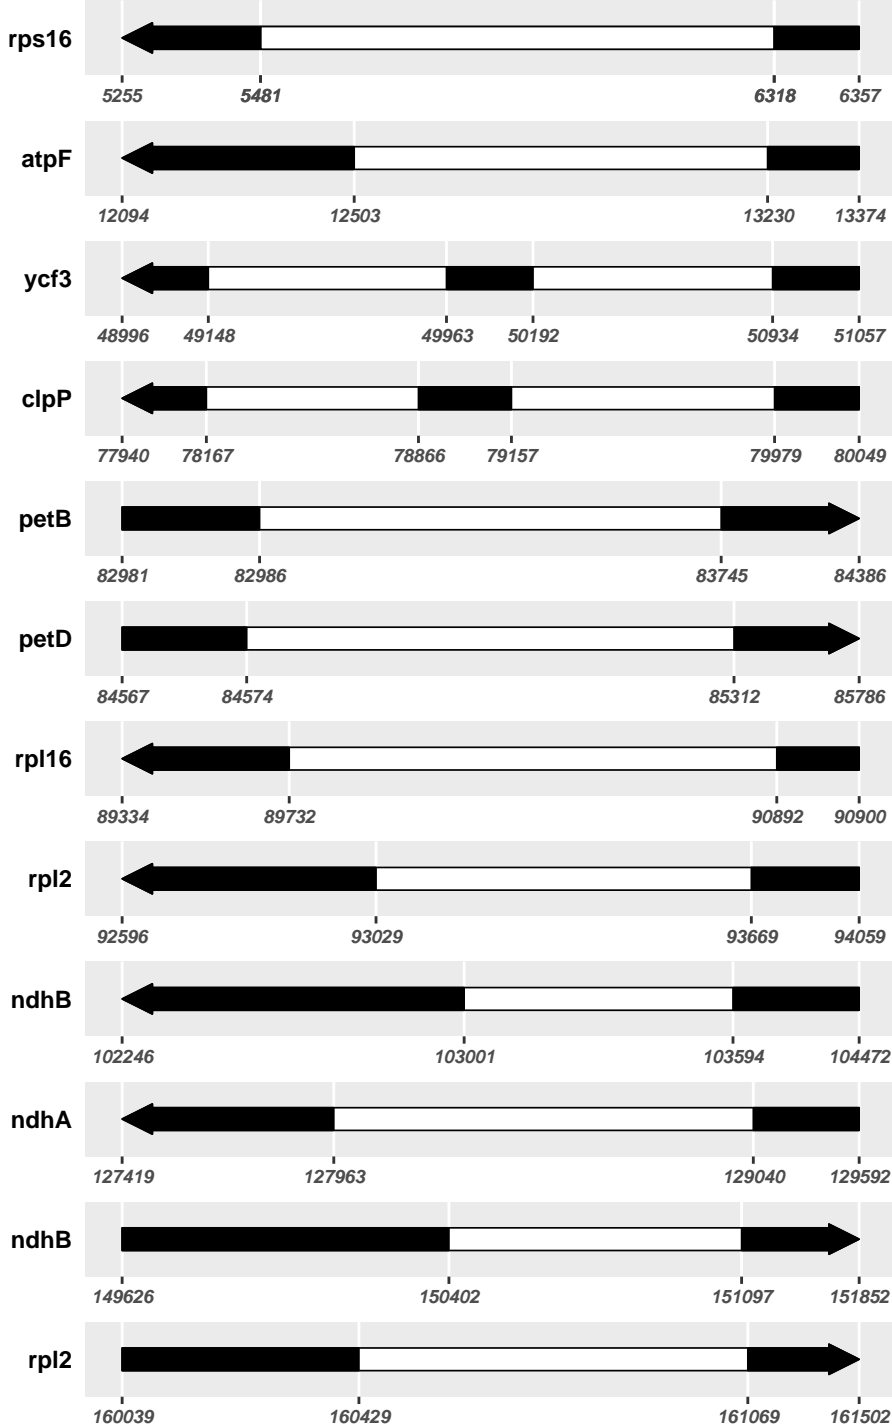 rps16
5255 5481 6318 6357
atpF
12094 12503 13230 13374
ycf3
48996 49148 49963 50192 50934 51057
clpP
77940 78167 78866 79157 79979 80049
petB
82981 82986 83745 84386
petD
84567 84574 85312 85786
rpl16
89334 89732 90892 90900
rpl2
92596 93029 93669 94059
ndhB
102246 103001 103594 104472
ndhA
127419 127963 129040 129592
ndhB
149626 150402 151097 151852
rpl2
160039 160429 161069 161502